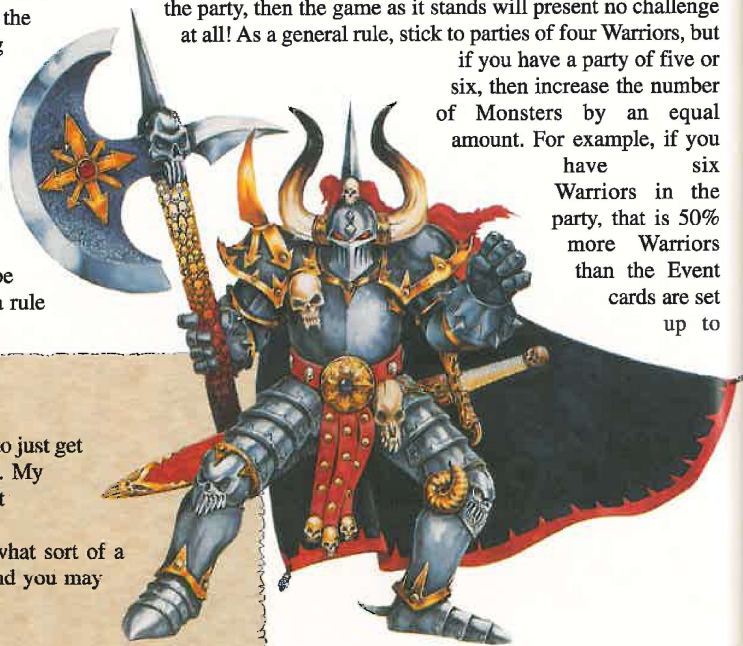 the
the party, then the game as it stands will present no challenge
at all! As a general rule, stick to parties of four Warriors, but
if you have a party of five or
six, then increase the number
of Monsters by an equal
amount. For example, if you
have six
Warriors in the
party, that is 50%
more Warriors
than the Event
cards are set
up to
rule
just get
My
what sort of a
you may